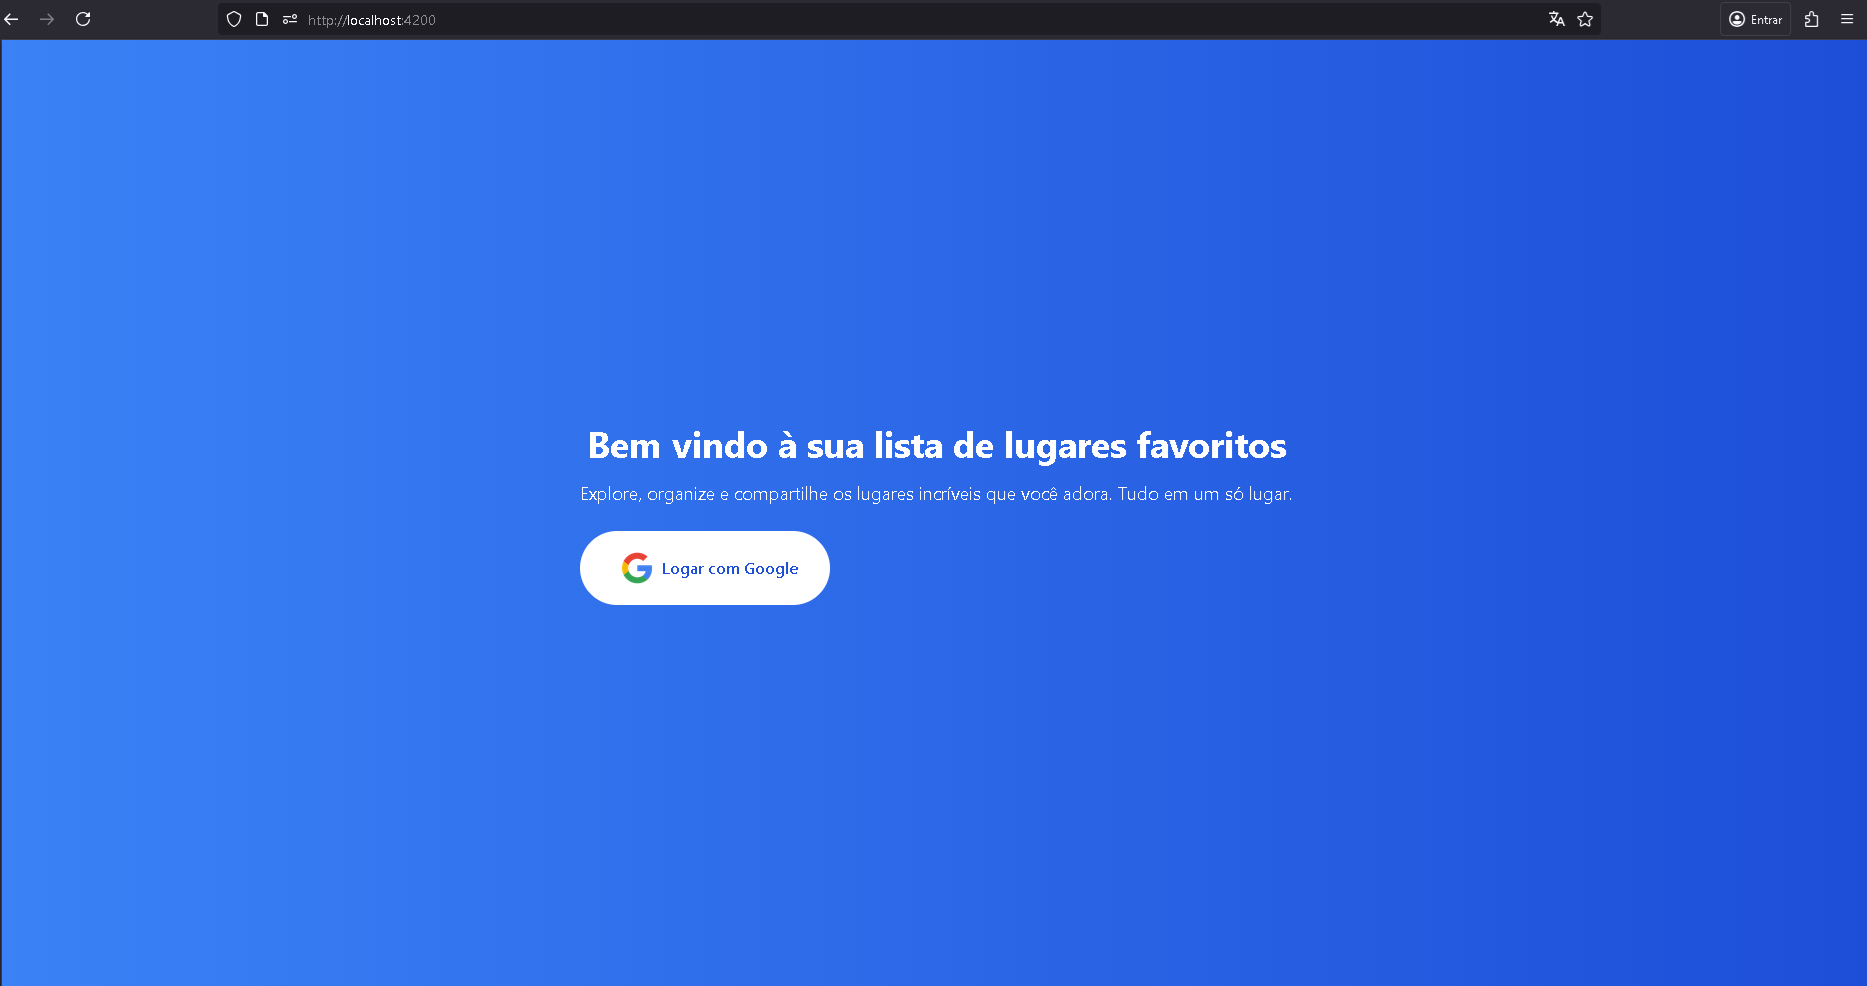 http://localhost:4200
Entrar
Bem vindo à sua lista de lugares favoritos
Explore, organize e compartilhe os lugares incríveis que você adora. Tudo em um só lugar.
Logar com Google